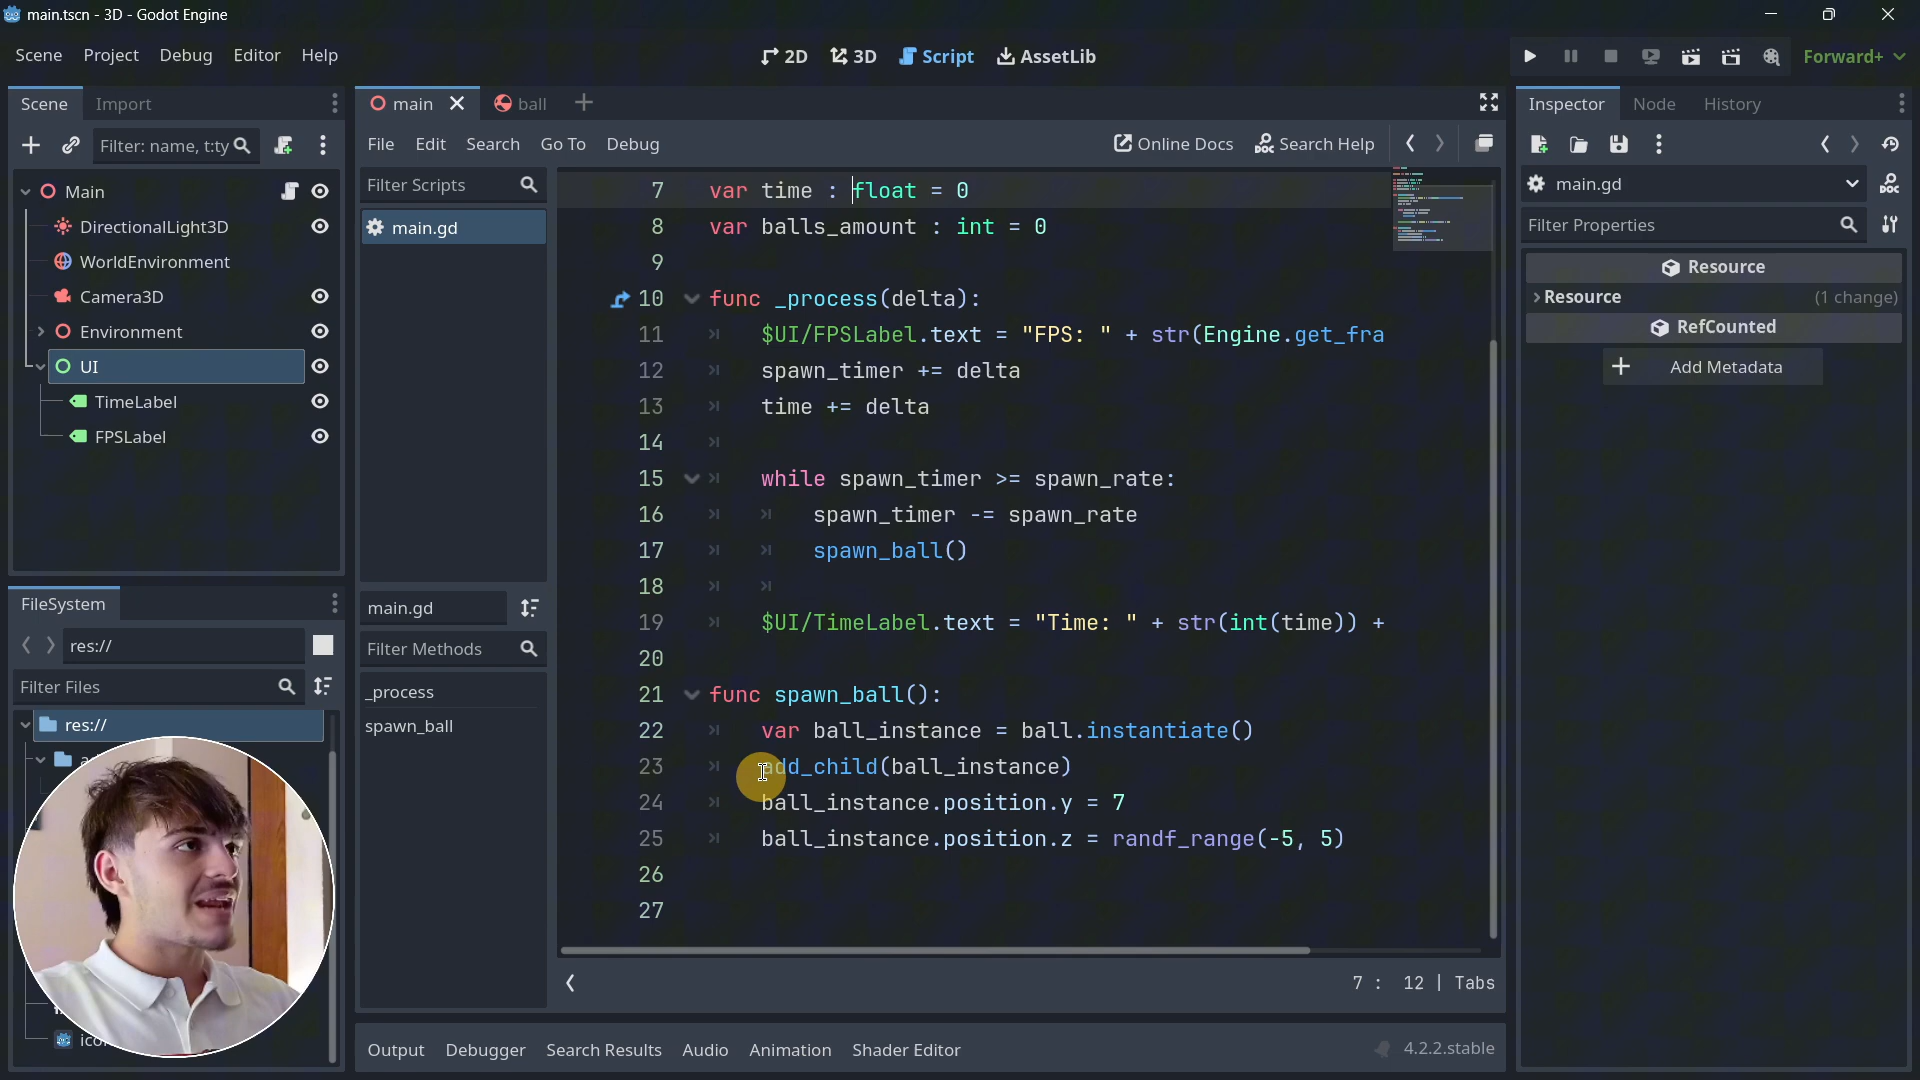 main.tscn - 3D - Godot Engine
Scene Project Debug Editor Help
2D 3D Script AssetLib
Forward+
Scene Import
Filter: name, t:ty
Main
DirectionalLight3D
WorldEnvironment
Camera3D
Environment
UI
TimeLabel
FPSLabel
FileSystem
res://
Filter Files
res://
main ball
File Edit Search Go To Debug
Online Docs Search Help
Filter Scripts
main.gd
main.gd
Filter Methods
_process
spawn_ball
7 var time : float = 0
8 var balls_amount : int = 0
9
10 func _process(delta):
11 $UI/FPSLabel.text = "FPS: " + str(Engine.get_fra
12 spawn_timer += delta
13 time += delta
14
15 while spawn_timer >= spawn_rate:
16 spawn_timer -= spawn_rate
17 spawn_ball()
18
19 $UI/TimeLabel.text = "Time: " + str(int(time)) +
20
21 func spawn_ball():
22 var ball_instance = ball.instantiate()
23 add_child(ball_instance)
24 ball_instance.position.y = 7
25 ball_instance.position.z = randf_range(-5, 5)
26
27
7 : 12 | Tabs
Output Debugger Search Results Audio Animation Shader Editor
4.2.2.stable
Inspector Node History
main.gd
Filter Properties
Resource
Resource (1 change)
RefCounted
Add Metadata